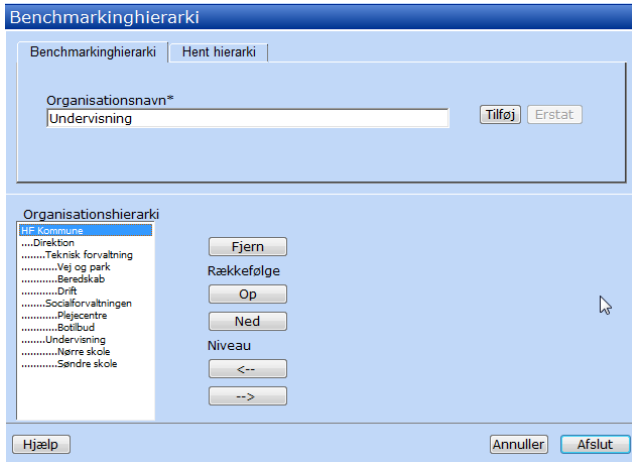 Benchmarkinghierarki
Benchmarkinghierarki Hent hierarki
Organisationsnavn*
Undervisning Tilføj Erstat
Organisationshierarki
HF Kommune
....Direktion
........Teknisk forvaltning
............Vej og park
............Beredskab
............Drift
........Socialforvaltningen
............Plejecentre
............Botilbud
........Undervisning
............Nørre skole
............Søndre skole
Fjern
Rækkefølge
Op
Ned
Niveau
<--
-->
Hjælp Annuller Afslut